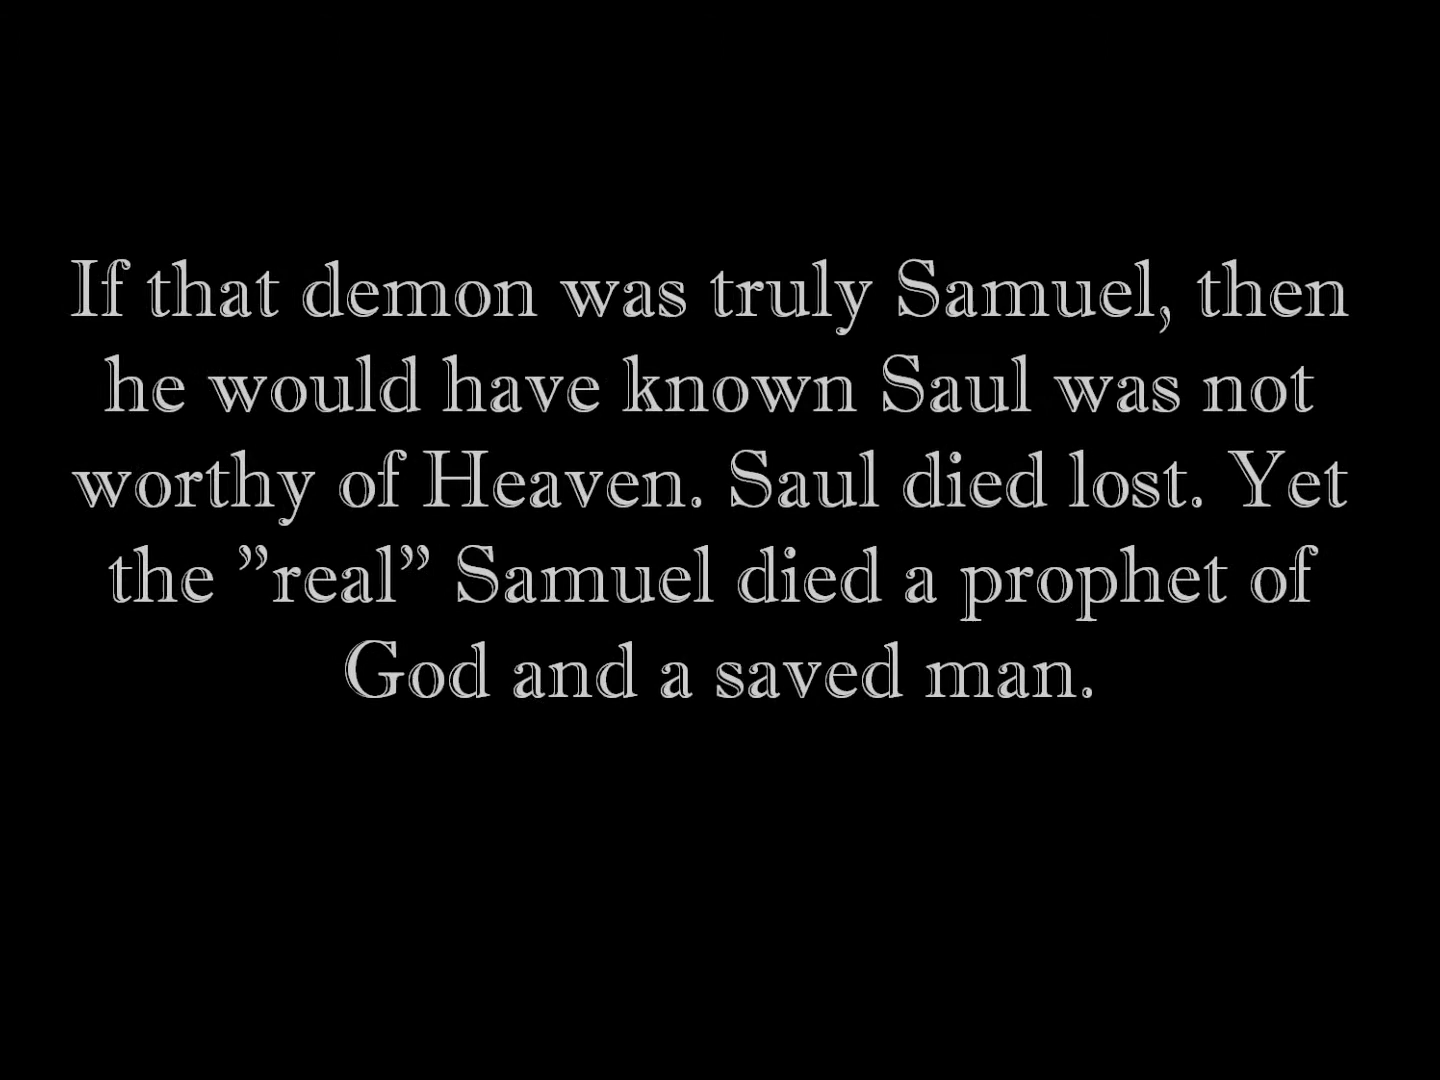 If that demon was truly Samuel, then
he would have known Saul was not
worthy of Heaven. Saul died lost. Yet
the ”real” Samuel died a prophet of
God and a saved man.